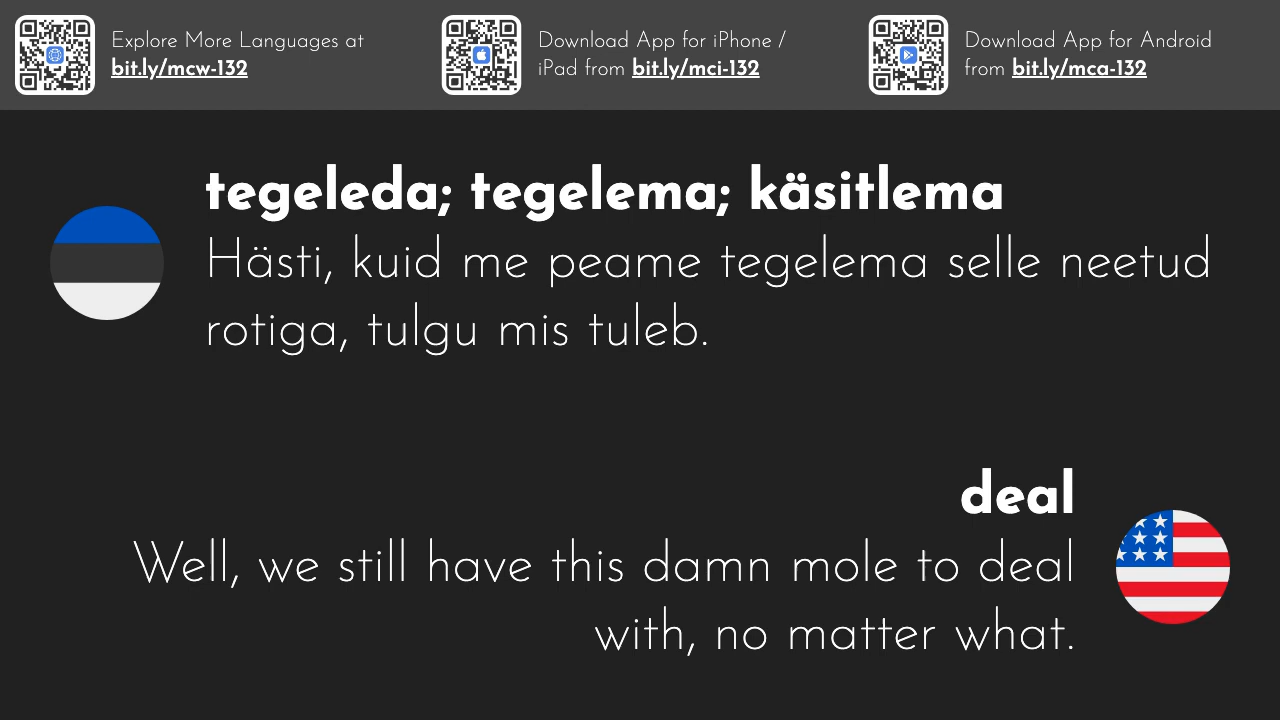 Explore More Languages at
bit.ly/mcw-132
Download App for iPhone /
iPad from bit.ly/mci-132
Download App for Android
from bit.ly/mca-132
tegeleda; tegelema; käsitlema
Hästi, kuid me peame tegelema selle neetud
rotiga, tulgu mis tuleb.
deal
Well, we still have this damn mole to deal
with, no matter what.